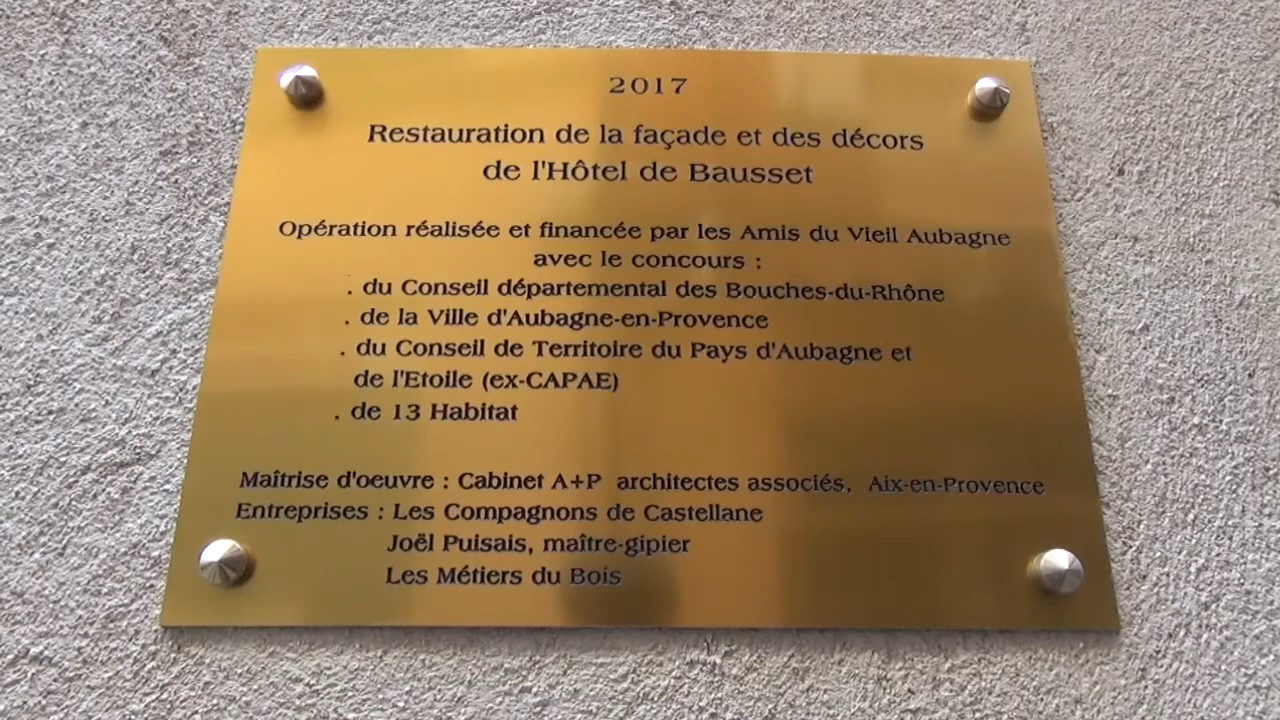 2017
Restauration de la façade et des décors
de l'Hôtel de Bausset
Opération réalisée et financée par les Amis du Vieil Aubagne
avec le concours :
. du Conseil départemental des Bouches-du-Rhône
. de la Ville d'Aubagne-en-Provence
. du Conseil de Territoire du Pays d'Aubagne et
de l'Etoile (ex-CAPAE)
. de 13 Habitat
Maîtrise d'oeuvre : Cabinet A+P architectes associés, Aix-en-Provence
Entreprises : Les Compagnons de Castellane
Joël Puisais, maître-gipier
Les Métiers du Bois